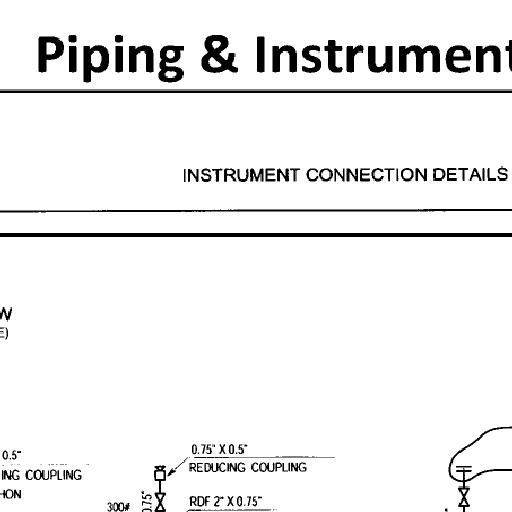 Piping & Instrument
INSTRUMENT CONNECTION DETAILS
W
E)
0.5"
ING COUPLING
HON
0.75" X 0.5"
REDUCING COUPLING
300#
0.75"
RDF 2" X 0.75"